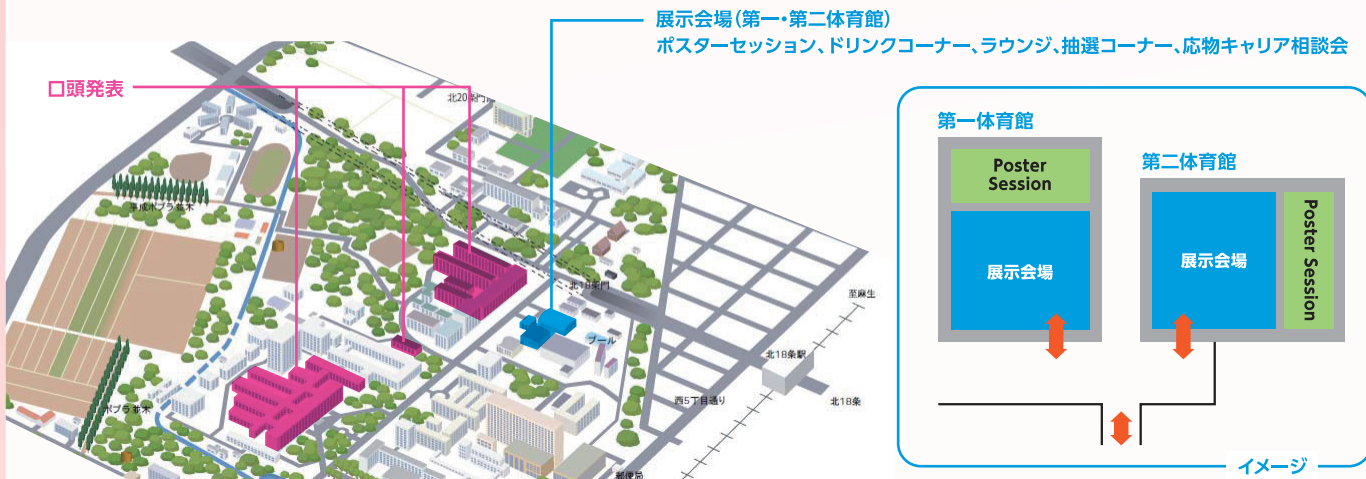 展示会場(第一・第二体育館)
ポスターセッション、ドリンクコーナー、ラウンジ、抽選コーナー、応物キャリア相談会
口頭発表
北20条門
平成ポプラ並木
ポプラ並木
北18条門
プール
至麻生
北18条駅
北18条
西5丁目通り
郵便局
第一体育館
Poster
Session
展示会場
第二体育館
展示会場
Poster Session
イメージ